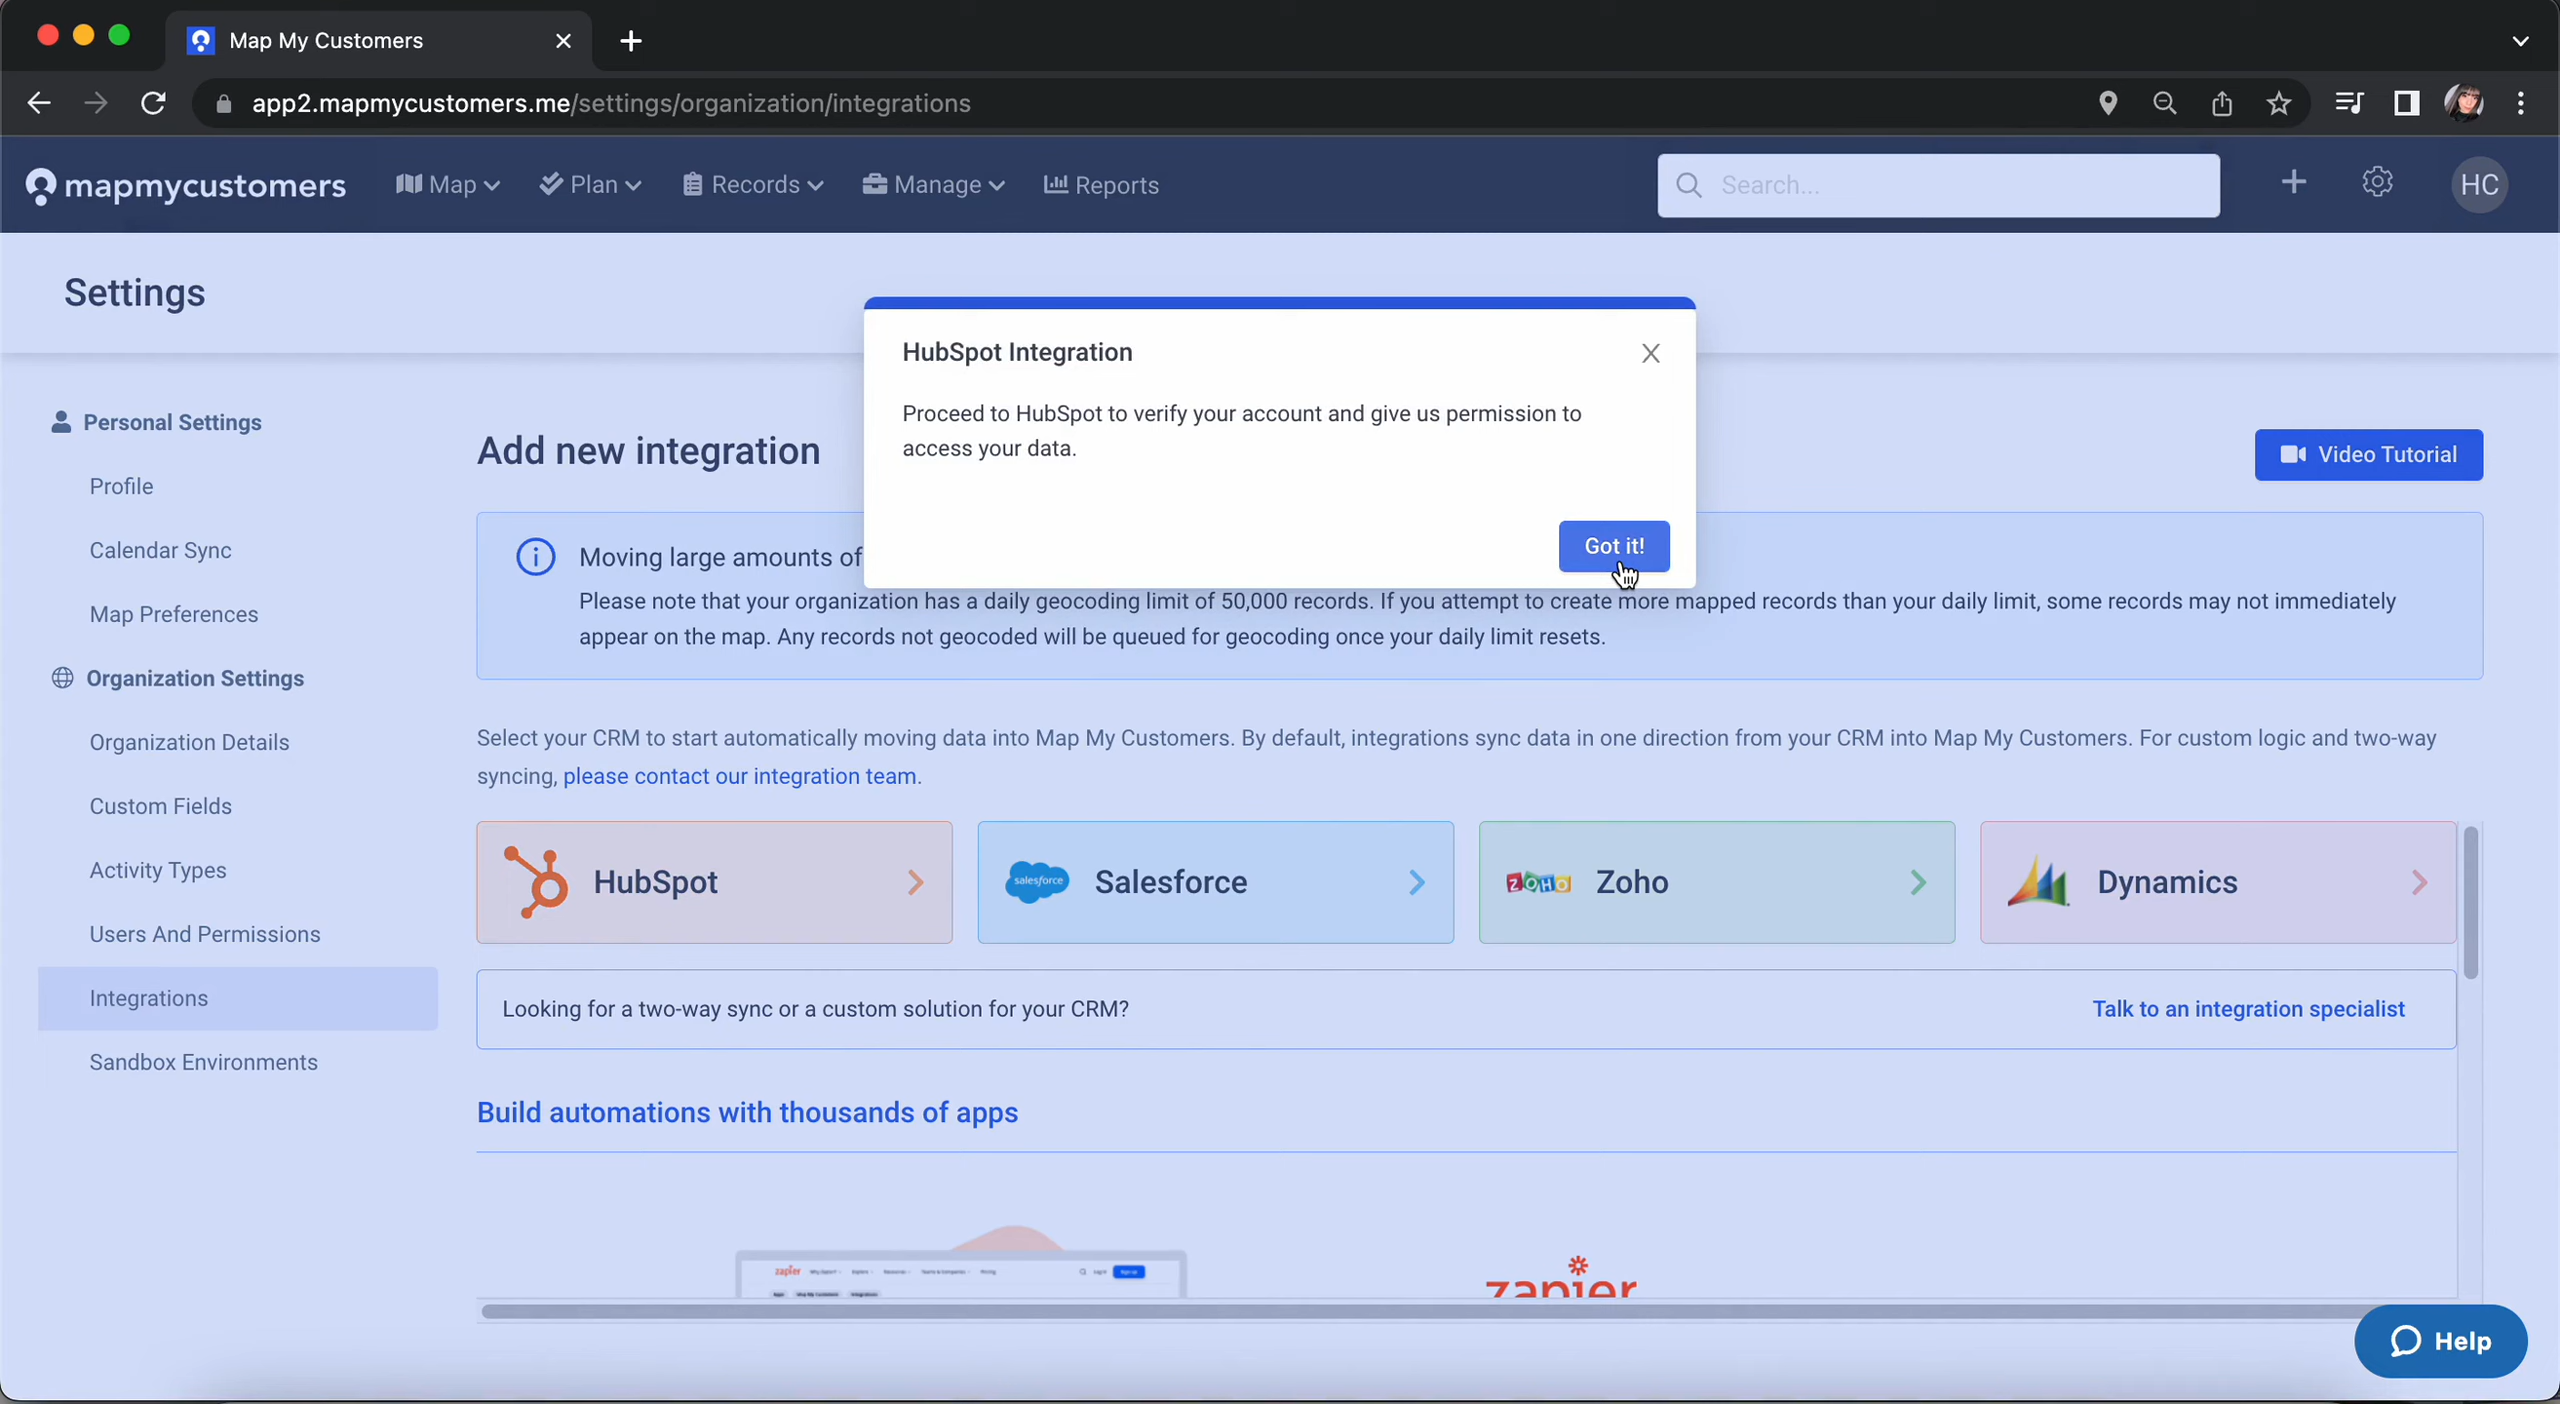 Map My Customers
app2.mapmycustomers.me/settings/organization/integrations
mapmycustomers
Map
Plan
Records
Manage
Reports
Search...
HC
Settings
HubSpot Integration
Proceed to HubSpot to verify your account and give us permission to
access your data.
Got it!
Personal Settings
Profile
Calendar Sync
Map Preferences
Organization Settings
Organization Details
Custom Fields
Activity Types
Users And Permissions
Integrations
Sandbox Environments
Add new integration
Video Tutorial
Moving large amounts of
Please note that your organization has a daily geocoding limit of 50,000 records. If you attempt to create more mapped records than your daily limit, some records may not immediately
appear on the map. Any records not geocoded will be queued for geocoding once your daily limit resets.
Select your CRM to start automatically moving data into Map My Customers. By default, integrations sync data in one direction from your CRM into Map My Customers. For custom logic and two-way
syncing, please contact our integration team.
HubSpot
salesforce
Salesforce
ZOHO
Zoho
Dynamics
Looking for a two-way sync or a custom solution for your CRM?
Talk to an integration specialist
Build automations with thousands of apps
zapier
zapier
Help